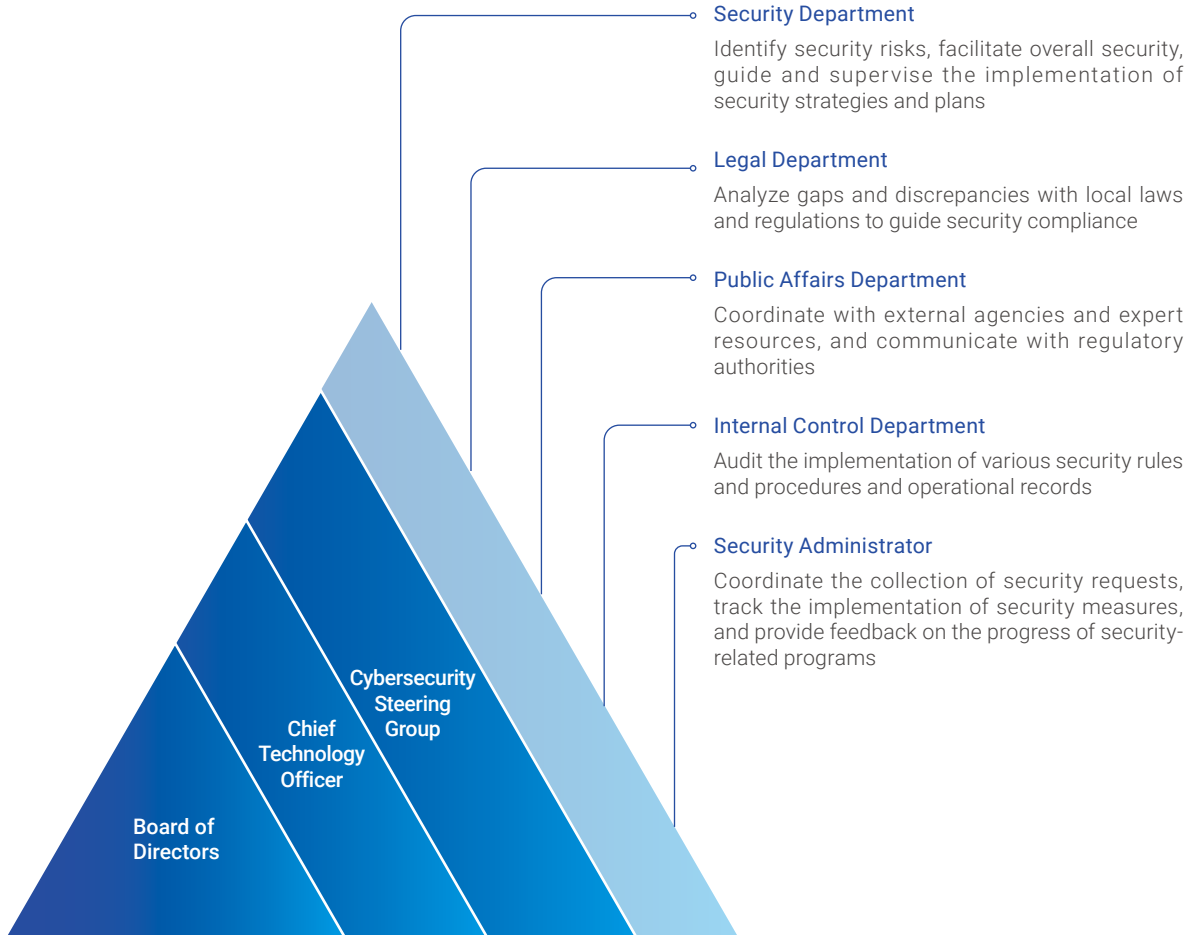 Security Department
Identify security risks, facilitate overall security,
guide and supervise the implementation of
security strategies and plans
Legal Department
Analyze gaps and discrepancies with local laws
and regulations to guide security compliance
Public Affairs Department
Coordinate with external agencies and expert
resources, and communicate with regulatory
authorities
Internal Control Department
Audit the implementation of various security rules
and procedures and operational records
Security Administrator
Coordinate the collection of security requests,
track the implementation of security measures,
and provide feedback on the progress of security-
related programs
Cybersecurity
Steering
Group
Chief
Technology
Officer
Board of
Directors